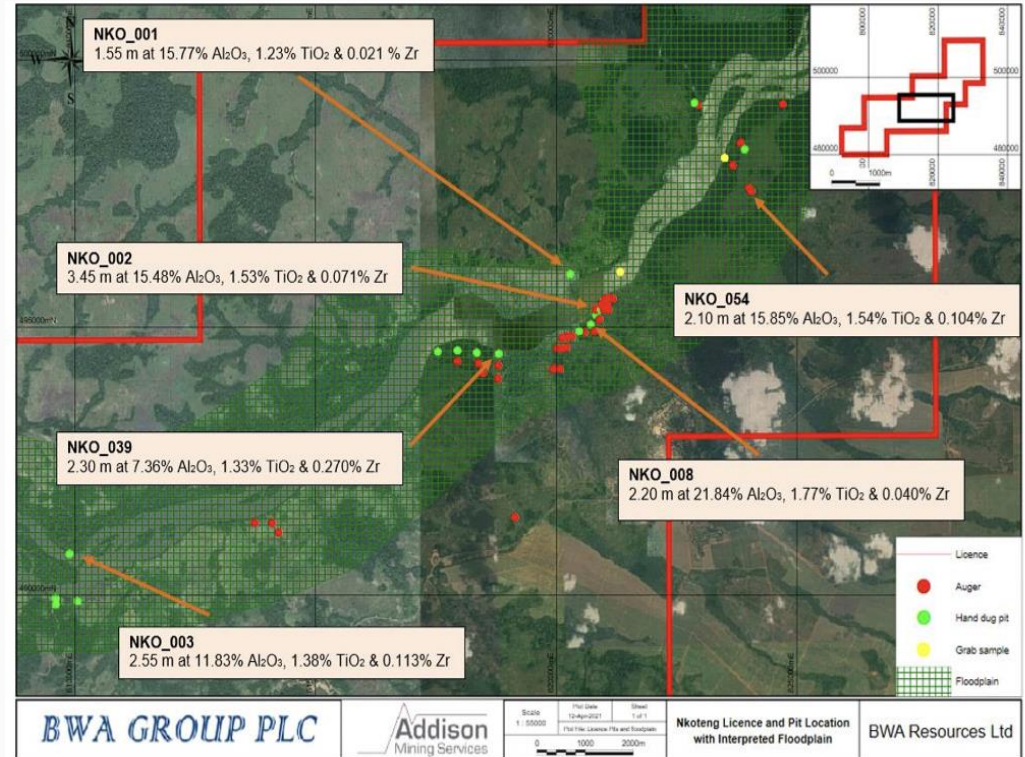 N
S
NKO_001
1.55 m at 15.77% Al₂O₃, 1.23% TiO₂ & 0.021 % Zr
NKO_002
3.45 m at 15.48% Al₂O₃, 1.53% TiO₂ & 0.071% Zr
NKO_054
2.10 m at 15.85% Al₂O₃, 1.54% TiO₂ & 0.104% Zr
NKO_039
2.30 m at 7.36% Al₂O₃, 1.33% TiO₂ & 0.270% Zr
NKO_008
2.20 m at 21.84% Al₂O₃, 1.77% TiO₂ & 0.040% Zr
NKO_003
2.55 m at 11.83% Al₂O₃, 1.38% TiO₂ & 0.113% Zr
820000
840000
500000
500000
480000
480000
820000
840000
0 1000m
495000mN
490000mN
Licence
Auger
Hand dug pit
Grab sample
Floodplain
BWA GROUP PLC
Addison
Mining Services
Scale
1 : 55000
Plot Date
12-Apr-2021
Sheet
1 of 1
0 1000 2000m
Nkoteng Licence and Pit Location
with Interpreted Floodplain
BWA Resources Ltd